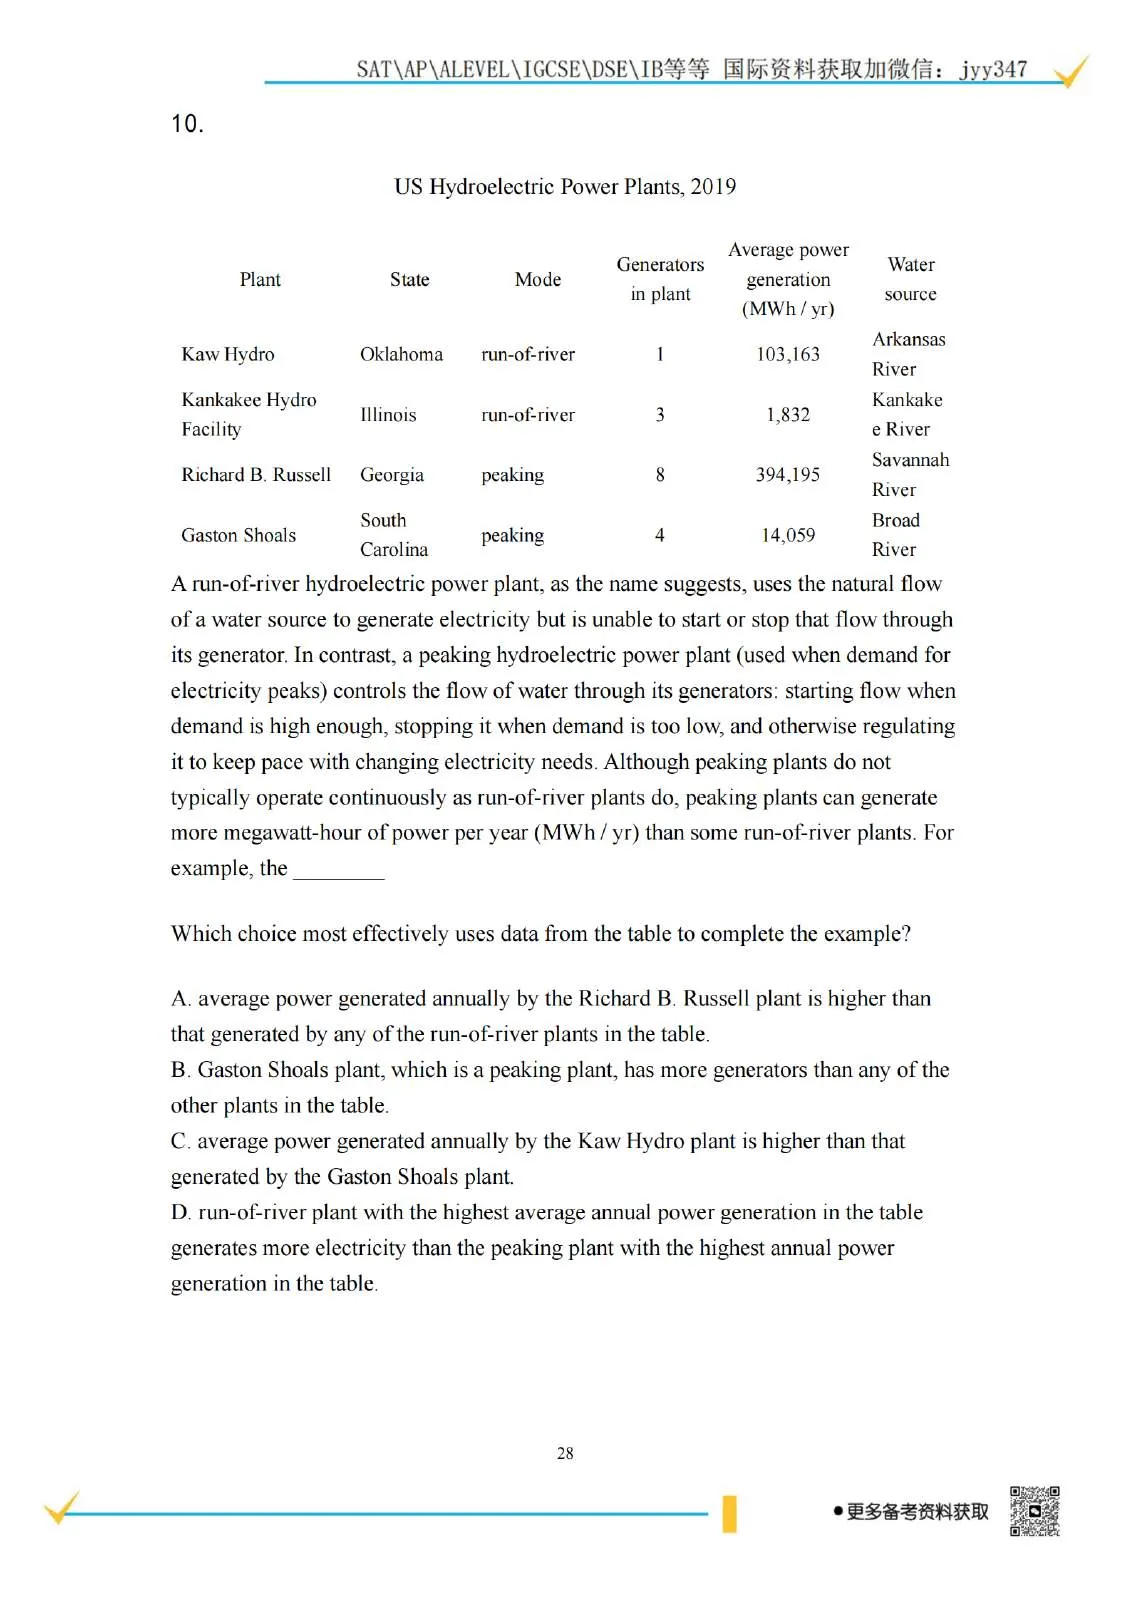 SAT\AP\ALEVEL\IGCSE\DSE\IB等等 国际资料获取加微信：jyy347
10.
US Hydroelectric Power Plants, 2019
Plant State Mode Generators in plant Average power generation (MWh / yr) Water source
Kaw Hydro Oklahoma run-of-river 1 103,163 Arkansas River
Kankakee Hydro Facility Illinois run-of-river 3 1,832 Kankakee River
Richard B. Russell Georgia peaking 8 394,195 Savannah River
Gaston Shoals South Carolina peaking 4 14,059 Broad River
A run-of-river hydroelectric power plant, as the name suggests, uses the natural flow
of a water source to generate electricity but is unable to start or stop that flow through
its generator. In contrast, a peaking hydroelectric power plant (used when demand for
electricity peaks) controls the flow of water through its generators: starting flow when
demand is high enough, stopping it when demand is too low, and otherwise regulating
it to keep pace with changing electricity needs. Although peaking plants do not
typically operate continuously as run-of-river plants do, peaking plants can generate
more megawatt-hour of power per year (MWh / yr) than some run-of-river plants. For
example, the ________
Which choice most effectively uses data from the table to complete the example?
A. average power generated annually by the Richard B. Russell plant is higher than
that generated by any of the run-of-river plants in the table.
B. Gaston Shoals plant, which is a peaking plant, has more generators than any of the
other plants in the table.
C. average power generated annually by the Kaw Hydro plant is higher than that
generated by the Gaston Shoals plant.
D. run-of-river plant with the highest average annual power generation in the table
generates more electricity than the peaking plant with the highest annual power
generation in the table.
28
●更多备考资料获取